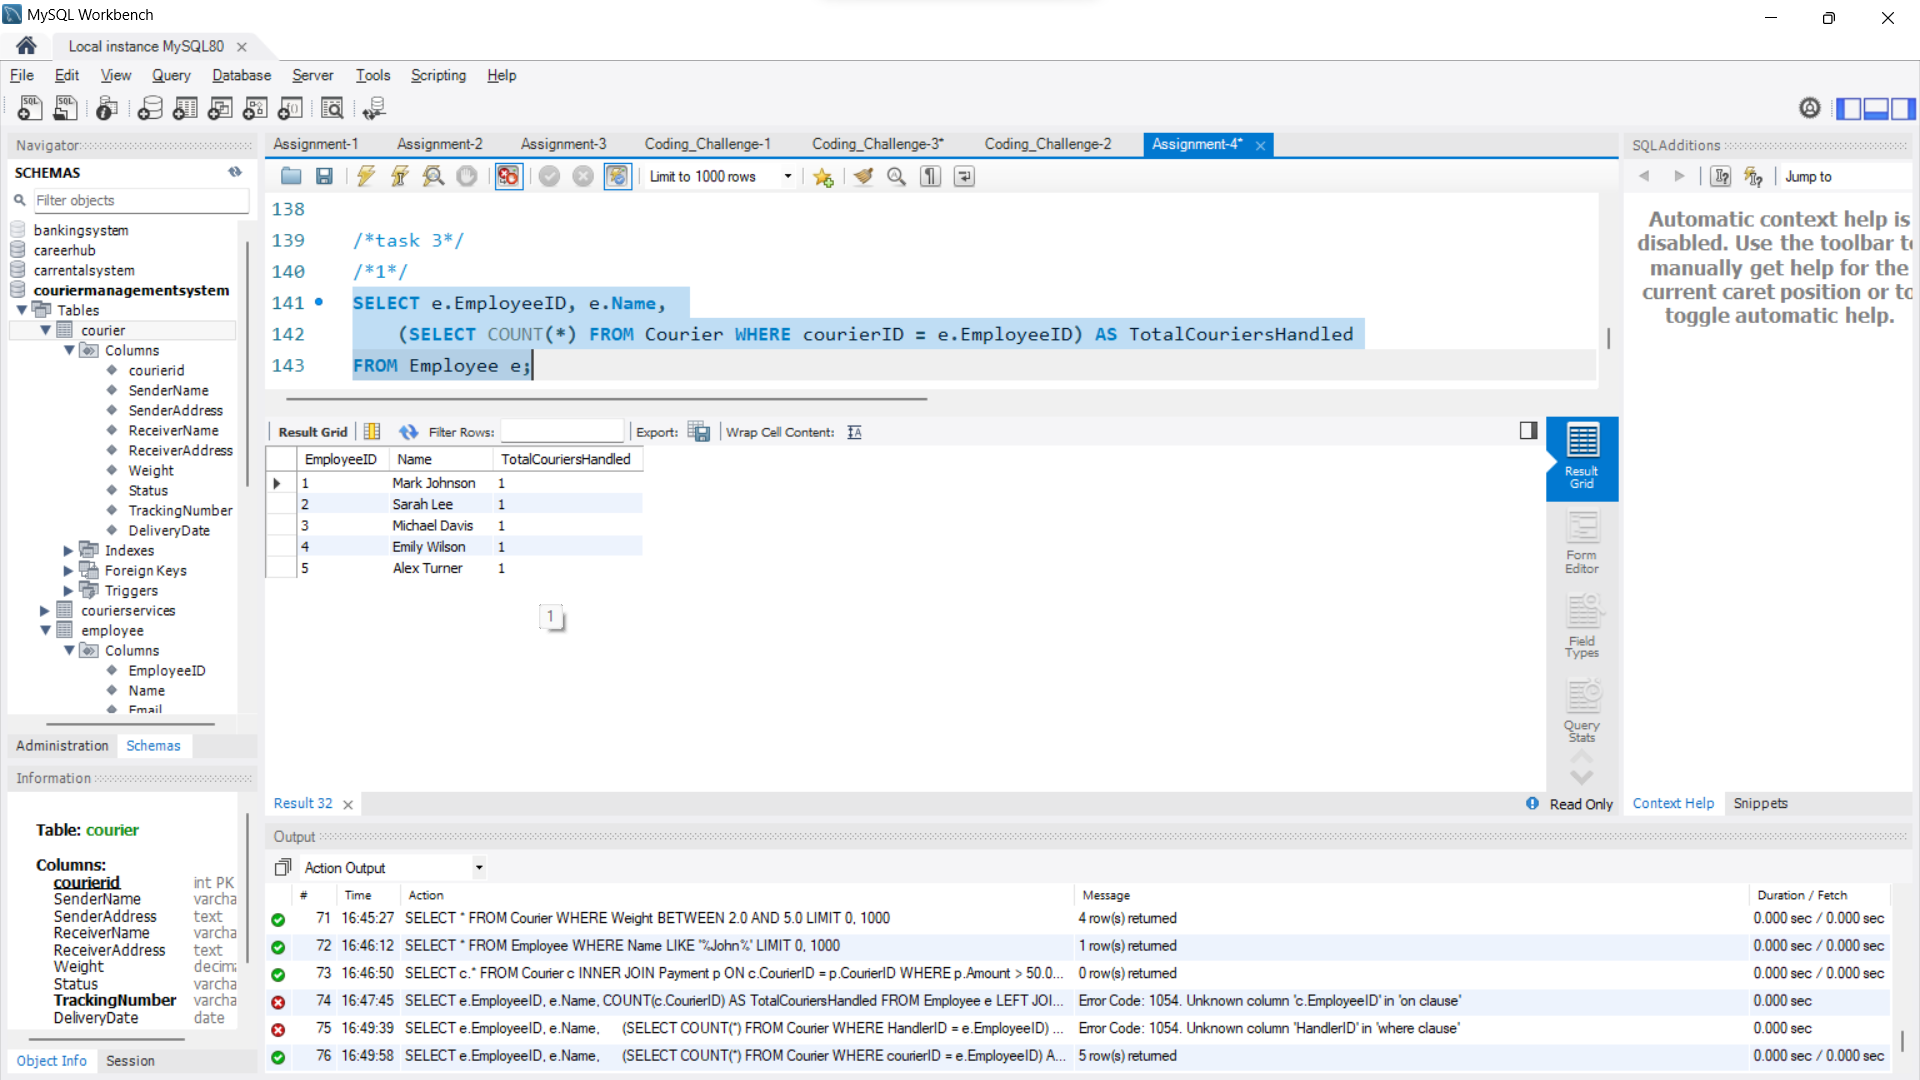 MySQL Workbench
Local instance MySQL80
File Edit View Query Database Server Tools Scripting Help
Navigator
SCHEMAS
Filter objects
bankingsystem
careerhub
carrentalsystem
couriermanagementsystem
Tables
courier
Columns
courierid
SenderName
SenderAddress
ReceiverName
ReceiverAddress
Weight
Status
TrackingNumber
DeliveryDate
Indexes
Foreign Keys
Triggers
courierservices
employee
Columns
EmployeeID
Name
Email
Administration Schemas
Information
Table: courier
Columns:
courierid int PK
SenderName varcha
SenderAddress text
ReceiverName varcha
ReceiverAddress text
Weight decim
Status varcha
TrackingNumber varcha
DeliveryDate date
Object Info Session
Assignment-1 Assignment-2 Assignment-3 Coding_Challenge-1 Coding_Challenge-3* Coding_Challenge-2 Assignment-4*
Limit to 1000 rows
138
139 /*task 3*/
140 /*1*/
141 SELECT e.EmployeeID, e.Name,
142 (SELECT COUNT(*) FROM Courier WHERE courierID = e.EmployeeID) AS TotalCouriersHandled
143 FROM Employee e;
Result Grid Filter Rows: Export: Wrap Cell Content:
EmployeeID Name TotalCouriersHandled
1 Mark Johnson 1
2 Sarah Lee 1
3 Michael Davis 1
4 Emily Wilson 1
5 Alex Turner 1
1
Result Grid
Form Editor
Field Types
Query Stats
Result 32
Read Only
SQLAdditions
Jump to
Automatic context help is
disabled. Use the toolbar t
manually get help for the
current caret position or to
toggle automatic help.
Context Help Snippets
Output
Action Output
# Time Action Message Duration / Fetch
71 16:45:27 SELECT * FROM Courier WHERE Weight BETWEEN 2.0 AND 5.0 LIMIT 0, 1000 4 row(s) returned 0.000 sec / 0.000 sec
72 16:46:12 SELECT * FROM Employee WHERE Name LIKE '%John%' LIMIT 0, 1000 1 row(s) returned 0.000 sec / 0.000 sec
73 16:46:50 SELECT c.* FROM Courier c INNER JOIN Payment p ON c.CourierID = p.CourierID WHERE p.Amount > 50.0... 0 row(s) returned 0.000 sec / 0.000 sec
74 16:47:45 SELECT e.EmployeeID, e.Name, COUNT(c.CourierID) AS TotalCouriersHandled FROM Employee e LEFT JOI... Error Code: 1054. Unknown column 'c.EmployeeID' in 'on clause' 0.000 sec
75 16:49:39 SELECT e.EmployeeID, e.Name, (SELECT COUNT(*) FROM Courier WHERE HandlerID = e.EmployeeID) ... Error Code: 1054. Unknown column 'HandlerID' in 'where clause' 0.000 sec
76 16:49:58 SELECT e.EmployeeID, e.Name, (SELECT COUNT(*) FROM Courier WHERE courierID = e.EmployeeID) A... 5 row(s) returned 0.000 sec / 0.000 sec